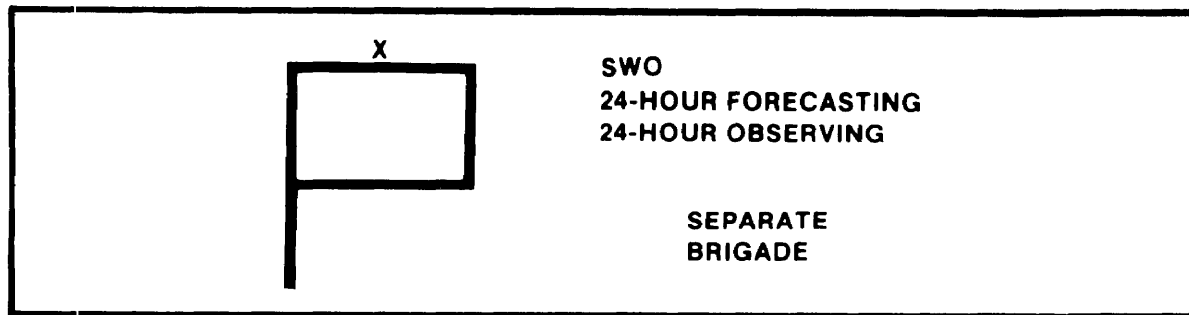 X
SWO
24-HOUR FORECASTING
24-HOUR OBSERVING
SEPARATE
BRIGADE